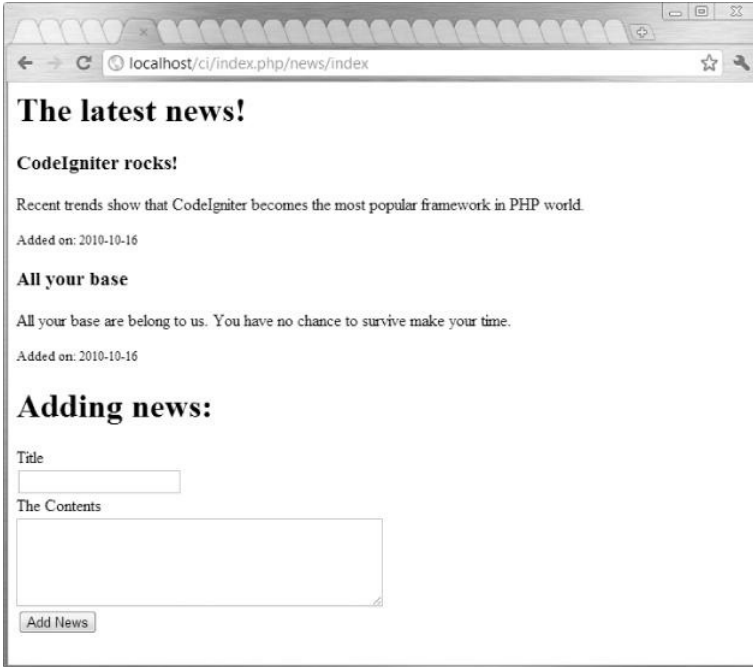 localhost/ci/index.php/news/index
The latest news!
CodeIgniter rocks!
Recent trends show that CodeIgniter becomes the most popular framework in PHP world.
Added on: 2010-10-16
All your base
All your base are belong to us. You have no chance to survive make your time.
Added on: 2010-10-16
Adding news:
Title
The Contents
Add News